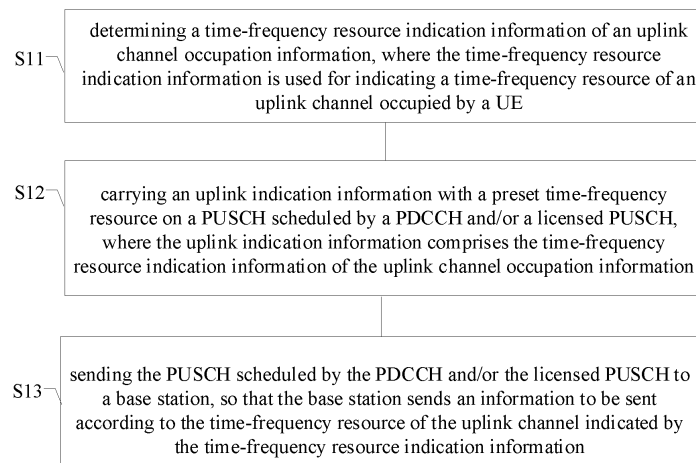 S11
determining a time-frequency resource indication information of an uplink
channel occupation information, where the time-frequency resource
indication information is used for indicating a time-frequency resource of an
uplink channel occupied by a UE
S12
carrying an uplink indication information with a preset time-frequency
resource on a PUSCH scheduled by a PDCCH and/or a licensed PUSCH,
where the uplink indication information comprises the time-frequency
resource indication information of the uplink channel occupation information
S13
sending the PUSCH scheduled by the PDCCH and/or the licensed PUSCH to
a base station, so that the base station sends an information to be sent
according to the time-frequency resource of the uplink channel indicated by
the time-frequency resource indication information